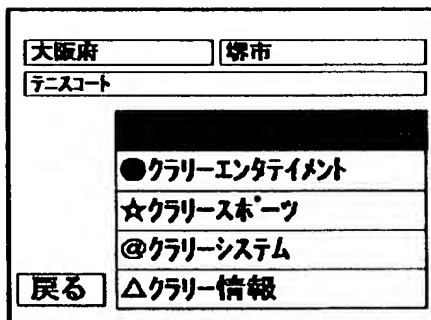 大阪府 堺市
テニスコート
●クラリーエンタテイメント
☆クラリースポーツ
@クラリーシステム
戻る △クラリー情報